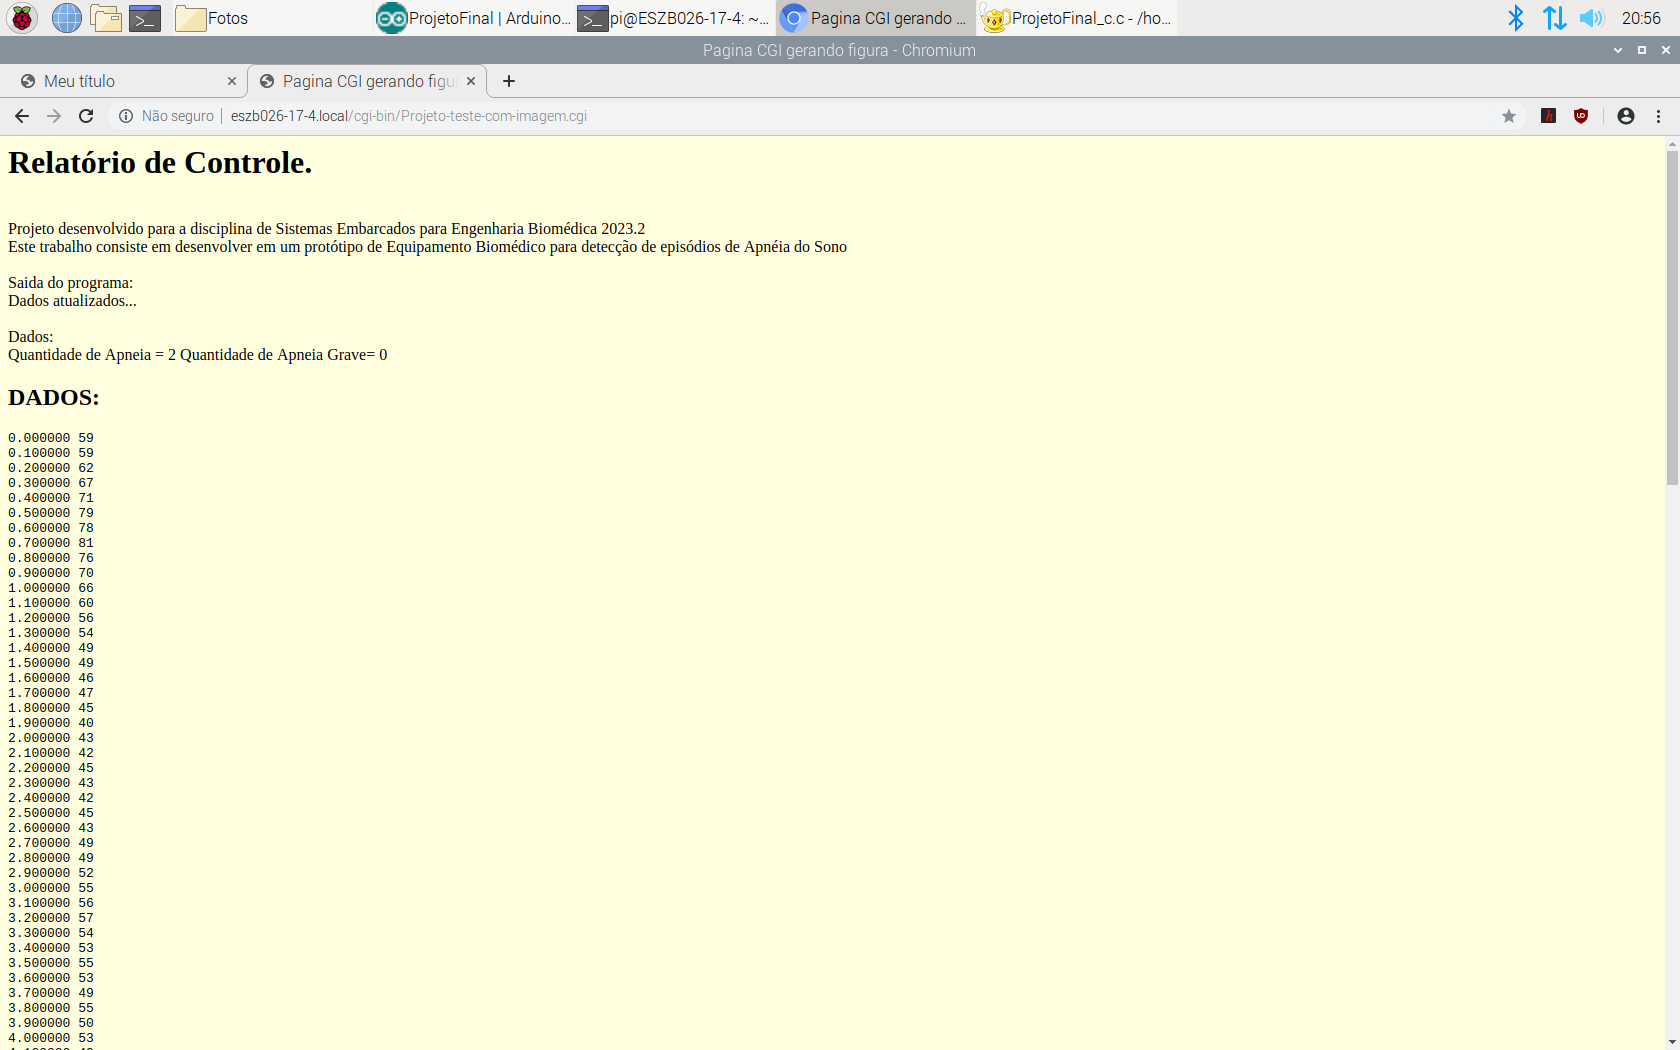 Fotos
ProjetoFinal | Arduino...
pi@ESZB026-17-4: ~...
Pagina CGI gerando ...
ProjetoFinal_c.c - /ho...
20:56
Pagina CGI gerando figura - Chromium
Meu título
Pagina CGI gerando figu
Não seguro
eszb026-17-4.local/cgi-bin/Projeto-teste-com-imagem.cgi
Relatório de Controle.
Projeto desenvolvido para a disciplina de Sistemas Embarcados para Engenharia Biomédica 2023.2
Este trabalho consiste em desenvolver em um protótipo de Equipamento Biomédico para detecção de episódios de Apnéia do Sono
Saida do programa:
Dados atualizados...
Dados:
Quantidade de Apneia = 2 Quantidade de Apneia Grave= 0
DADOS:
0.000000 59
0.100000 59
0.200000 62
0.300000 67
0.400000 71
0.500000 79
0.600000 78
0.700000 81
0.800000 76
0.900000 70
1.000000 66
1.100000 60
1.200000 56
1.300000 54
1.400000 49
1.500000 49
1.600000 46
1.700000 47
1.800000 45
1.900000 40
2.000000 43
2.100000 42
2.200000 45
2.300000 43
2.400000 42
2.500000 45
2.600000 43
2.700000 49
2.800000 49
2.900000 52
3.000000 55
3.100000 56
3.200000 57
3.300000 54
3.400000 53
3.500000 55
3.600000 53
3.700000 49
3.800000 55
3.900000 50
4.000000 53